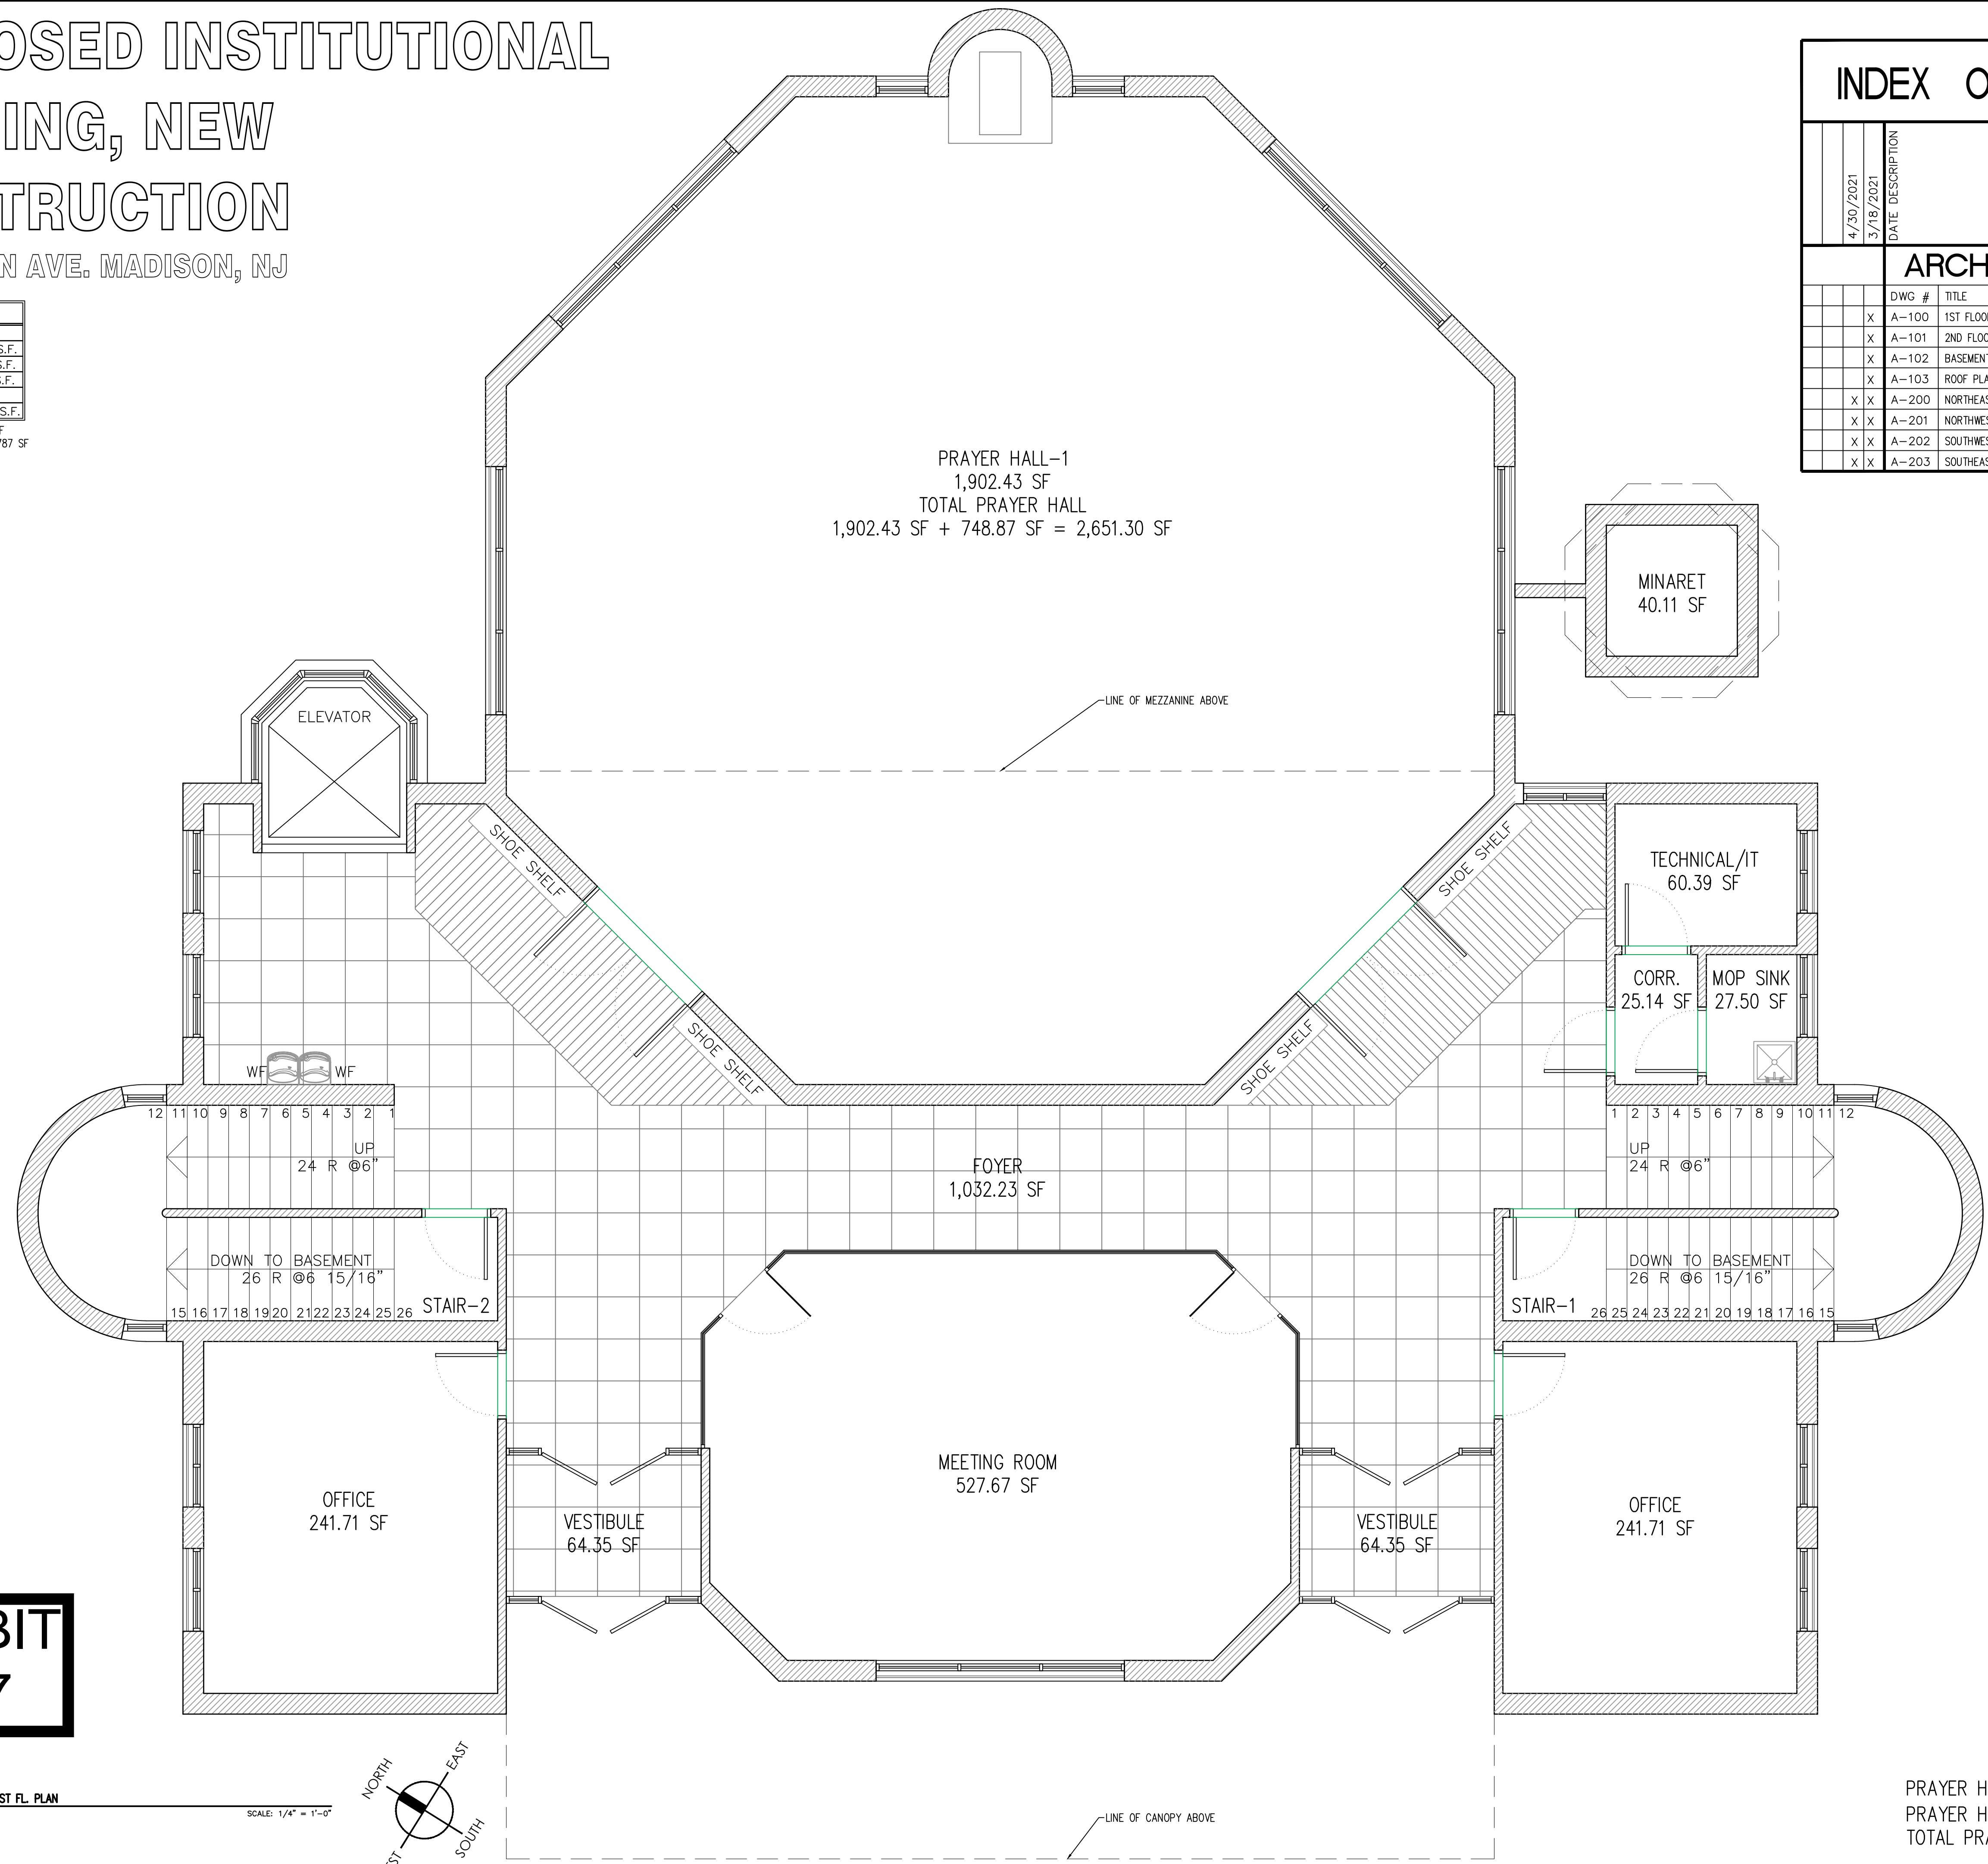 OSED INSTITUTIONAL
ING, NEW
TRUCTION
N AVE. MADISON, NJ
S.F.
S.F.
S.F.
S.F.
F
787 SF
INDEX O
4/30/2021
3/18/2021
DATE DESCRIPTION
ARCH
DWG # TITLE
X A-100 1ST FLOO
X A-101 2ND FLOO
X A-102 BASEMENT
X A-103 ROOF PLA
X X A-200 NORTHEAS
X X A-201 NORTHWES
X X A-202 SOUTHWES
X X A-203 SOUTHEAS
PRAYER HALL-1
1,902.43 SF
TOTAL PRAYER HALL
1,902.43 SF + 748.87 SF = 2,651.30 SF
MINARET
40.11 SF
LINE OF MEZZANINE ABOVE
ELEVATOR
SHOE SHELF
SHOE SHELF
SHOE SHELF
SHOE SHELF
TECHNICAL/IT
60.39 SF
CORR.
25.14 SF
MOP SINK
27.50 SF
WF WF
12 11 10 9 8 7 6 5 4 3 2 1
UP
24 R @6"
1 2 3 4 5 6 7 8 9 10 11 12
UP
24 R @6"
FOYER
1,032.23 SF
DOWN TO BASEMENT
26 R @6 15/16"
15 16 17 18 19 20 21 22 23 24 25 26
STAIR-2
DOWN TO BASEMENT
26 R @6 15/16"
STAIR-1
26 25 24 23 22 21 20 19 18 17 16 15
OFFICE
241.71 SF
VESTIBULE
64.35 SF
MEETING ROOM
527.67 SF
VESTIBULE
64.35 SF
OFFICE
241.71 SF
BIT
7
ST FL. PLAN
SCALE: 1/4" = 1'-0"
NORTH
EAST
SOUTH
EST
LINE OF CANOPY ABOVE
PRAYER H
PRAYER H
TOTAL PRA